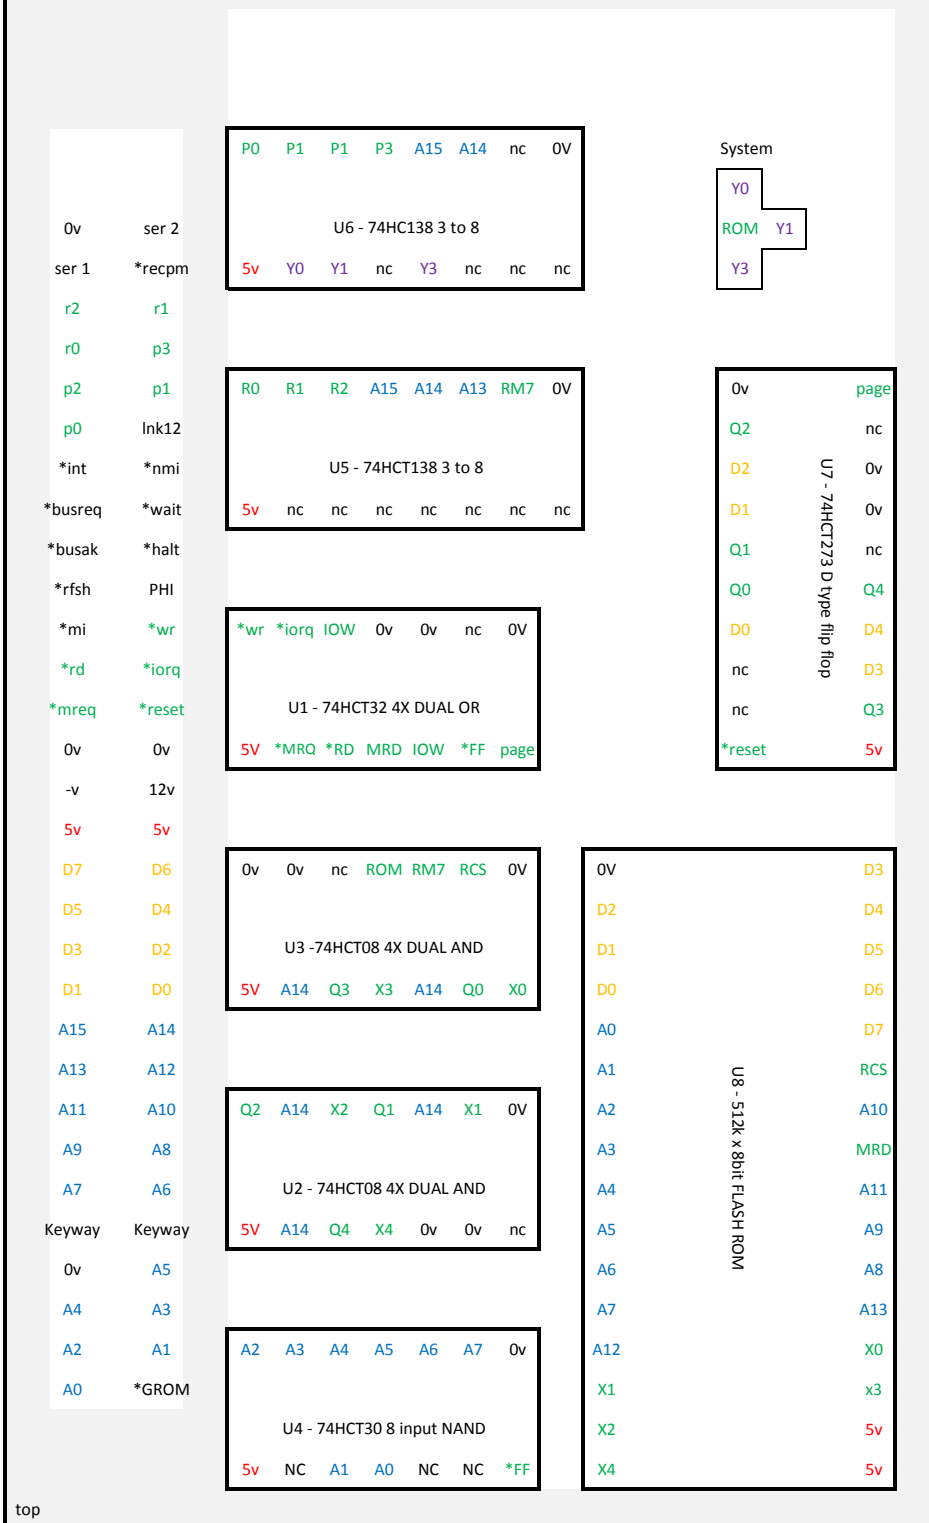 P0 P1 P1 P3 A15 A14 nc 0V
U6 - 74HC138 3 to 8
5v Y0 Y1 nc Y3 nc nc nc
System
Y0
ROM Y1
Y3
0v ser 2
ser 1 *recpm
r2 r1
r0 p3
p2 p1
p0 lnk12
*int *nmi
*busreq *wait
*busak *halt
*rfsh PHI
*mi *wr
*rd *iorq
*mreq *reset
0v 0v
-v 12v
5v 5v
D7 D6
D5 D4
D3 D2
D1 D0
A15 A14
A13 A12
A11 A10
A9 A8
A7 A6
Keyway Keyway
0v A5
A4 A3
A2 A1
A0 *GROM
R0 R1 R2 A15 A14 A13 RM7 0V
U5 - 74HCT138 3 to 8
5v nc nc nc nc nc nc nc
0v page
Q2 nc
D2 0v
D1 0v
Q1 nc
Q0 Q4
D0 D4
nc D3
nc Q3
*reset 5v
U7 - 74HCT273 D type flip flop
*wr *iorq IOW 0v 0v nc 0V
U1 - 74HCT32 4X DUAL OR
5V *MRQ *RD MRD IOW *FF page
0v 0v nc ROM RM7 RCS 0V
U3 -74HCT08 4X DUAL AND
5V A14 Q3 X3 A14 Q0 X0
Q2 A14 X2 Q1 A14 X1 0V
U2 - 74HCT08 4X DUAL AND
5V A14 Q4 X4 0v 0v nc
A2 A3 A4 A5 A6 A7 0v
U4 - 74HCT30 8 input NAND
5v NC A1 A0 NC NC *FF
0V D3
D2 D4
D1 D5
D0 D6
A0 D7
A1 RCS
A2 A10
A3 MRD
A4 A11
A5 A9
A6 A8
A7 A13
A12 X0
X1 x3
X2 5v
X4 5v
U8 - 512k x 8bit FLASH ROM
top